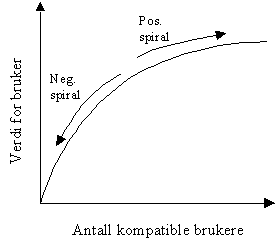 Pos.
spiral
Neg.
spiral
Verdi for bruker
Antall kompatible brukere